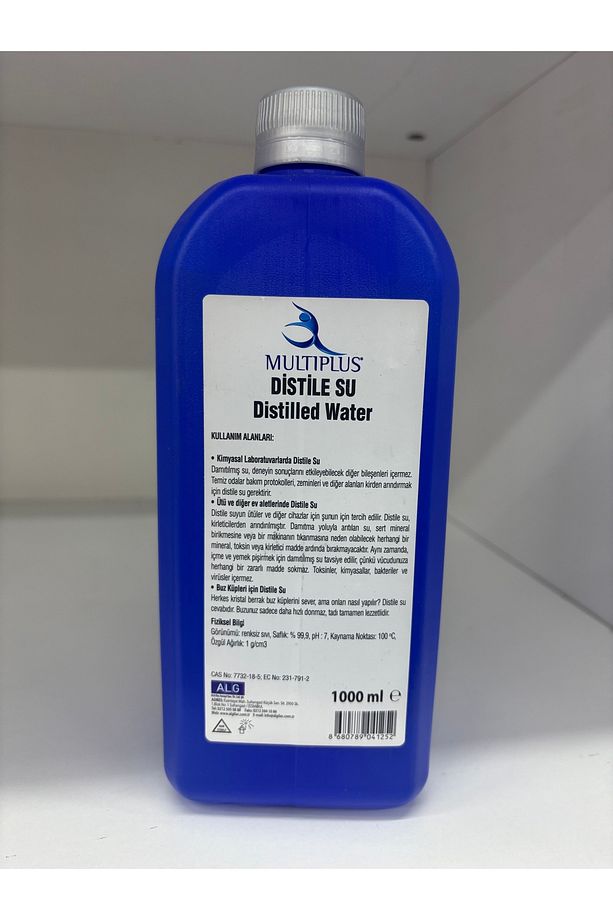 MULTIPLUS®
DİSTİLE SU
Distilled Water
KULLANIM ALANLARI:
• Kimyasal Laboratuvarlarda Distile Su
Damıtılmış su, deneyin sonuçlarını etkileyebilecek diğer bileşenleri içermez.
Temiz odalar bakım protokolleri, zeminleri ve diğer alanları kirden arındırmak
için distile su gerektirir.
• Ütü ve diğer ev aletlerinde Distile Su
Distile suyun ütüler ve diğer cihazlar için şunun için tercih edilir. Distile su,
kirleticilerden arındırılmıştır. Damıtma yoluyla arıtılan su, sert mineral
birikmesine veya bir makinanın tıkanmasına neden olabilecek herhangi bir
mineral, toksin veya kirletici madde ardında bırakmayacaktır. Aynı zamanda,
içme ve yemek pişirmek için damıtılmış su tavsiye edilir, çünkü vücudunuza
herhangi bir zararlı madde sokmaz. Toksinler, kimyasallar, bakteriler ve
virüsler içermez.
• Buz Küpleri için Distile Su
Herkes kristal berrak buz küplerini sever, ama onları nasıl yapılır? Distile su
cevabıdır. Buzunuz sadece daha hızlı donmaz, tadı tamamen lezzetlidir.
Fiziksel Bilgi
Görünümü: renksiz sıvı, Saflık: % 99,9, pH : 7, Kaynama Noktası: 100 °C,
Özgül Ağırlık: 1 g/cm3
CAS No: 7732-18-5; EC No: 231-791-2
ALG
1000 ml ℮
8 680789 041252